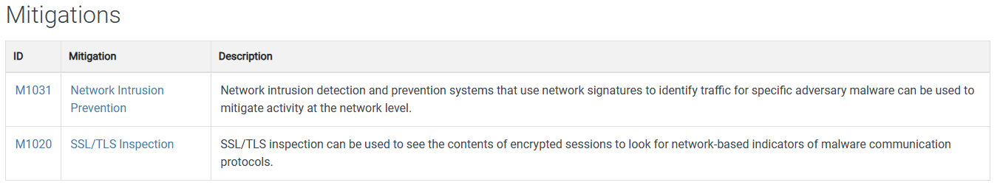 Mitigations
ID Mitigation Description
M1031 Network Intrusion Prevention Network intrusion detection and prevention systems that use network signatures to identify traffic for specific adversary malware can be used to
mitigate activity at the network level.
M1020 SSL/TLS Inspection SSL/TLS inspection can be used to see the contents of encrypted sessions to look for network-based indicators of malware communication
protocols.